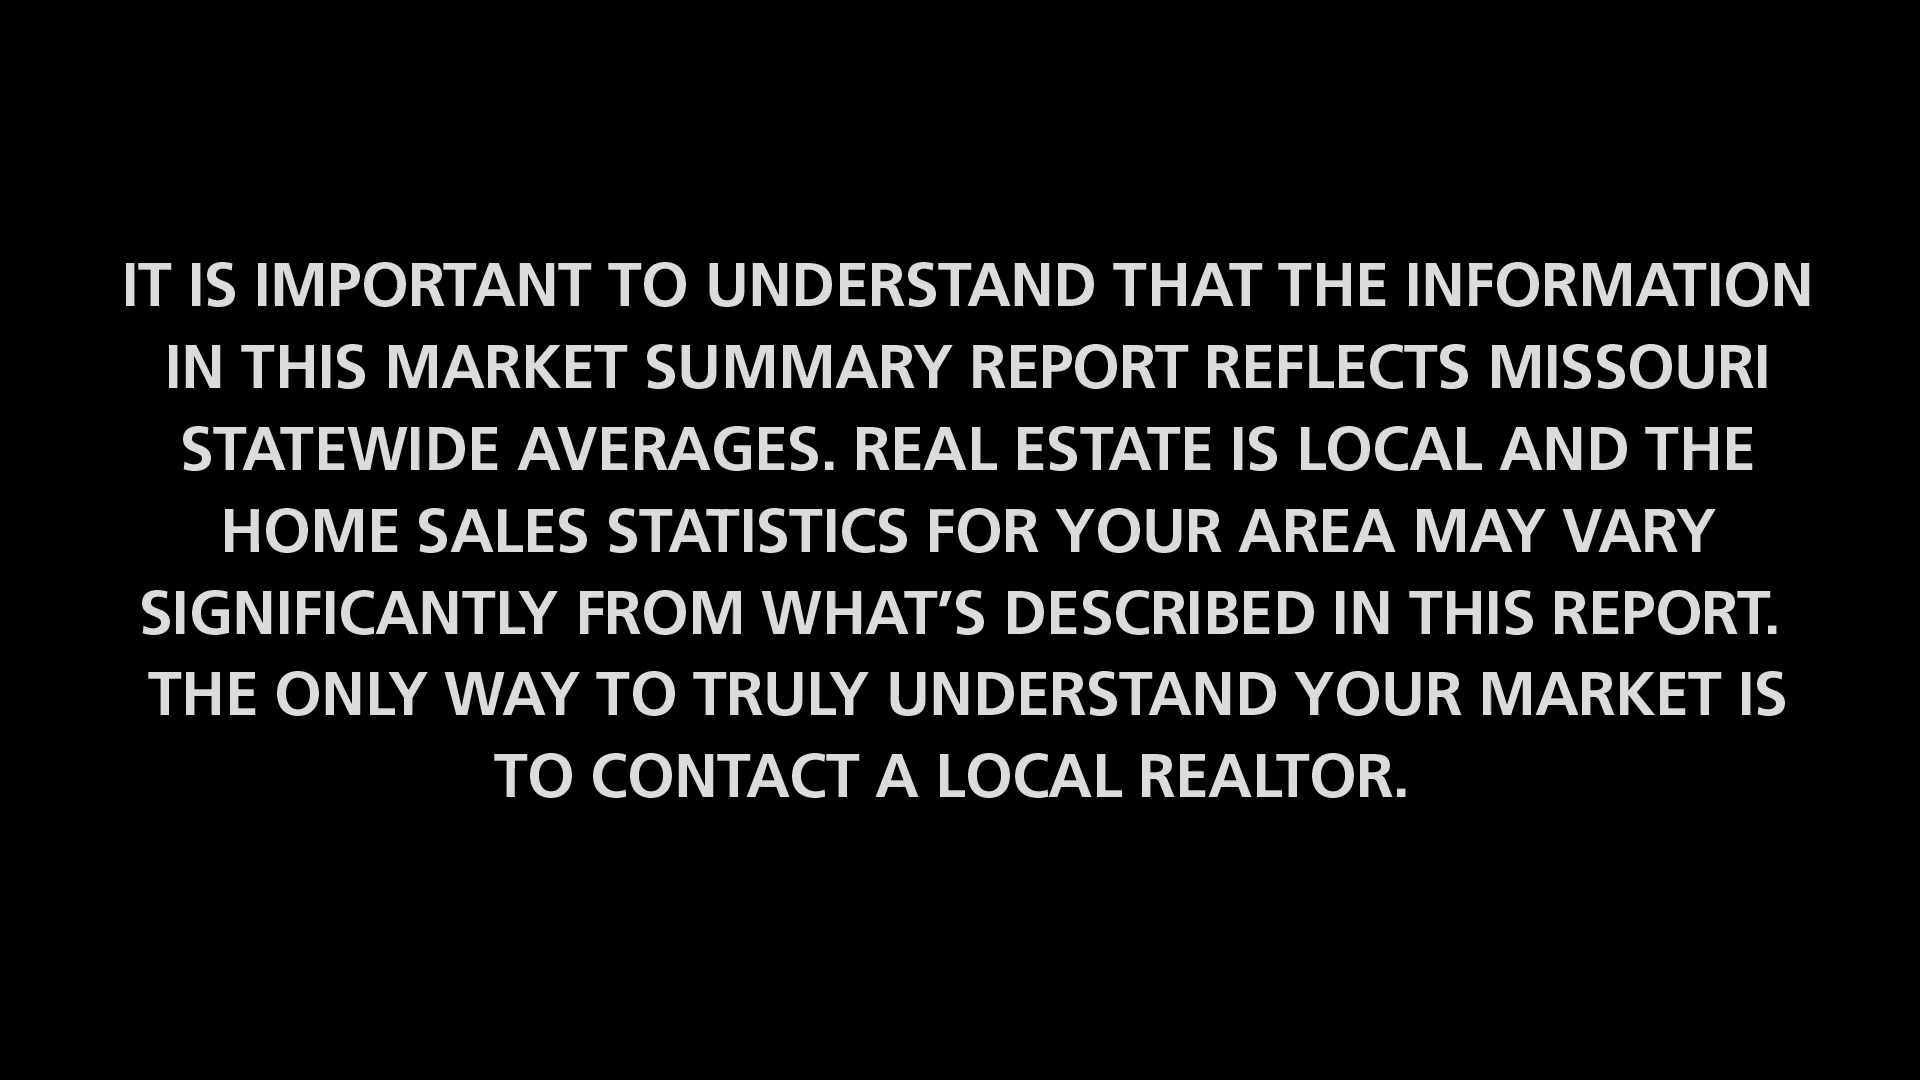 IT IS IMPORTANT TO UNDERSTAND THAT THE INFORMATION
IN THIS MARKET SUMMARY REPORT REFLECTS MISSOURI
STATEWIDE AVERAGES. REAL ESTATE IS LOCAL AND THE
HOME SALES STATISTICS FOR YOUR AREA MAY VARY
SIGNIFICANTLY FROM WHAT’S DESCRIBED IN THIS REPORT.
THE ONLY WAY TO TRULY UNDERSTAND YOUR MARKET IS
TO CONTACT A LOCAL REALTOR.